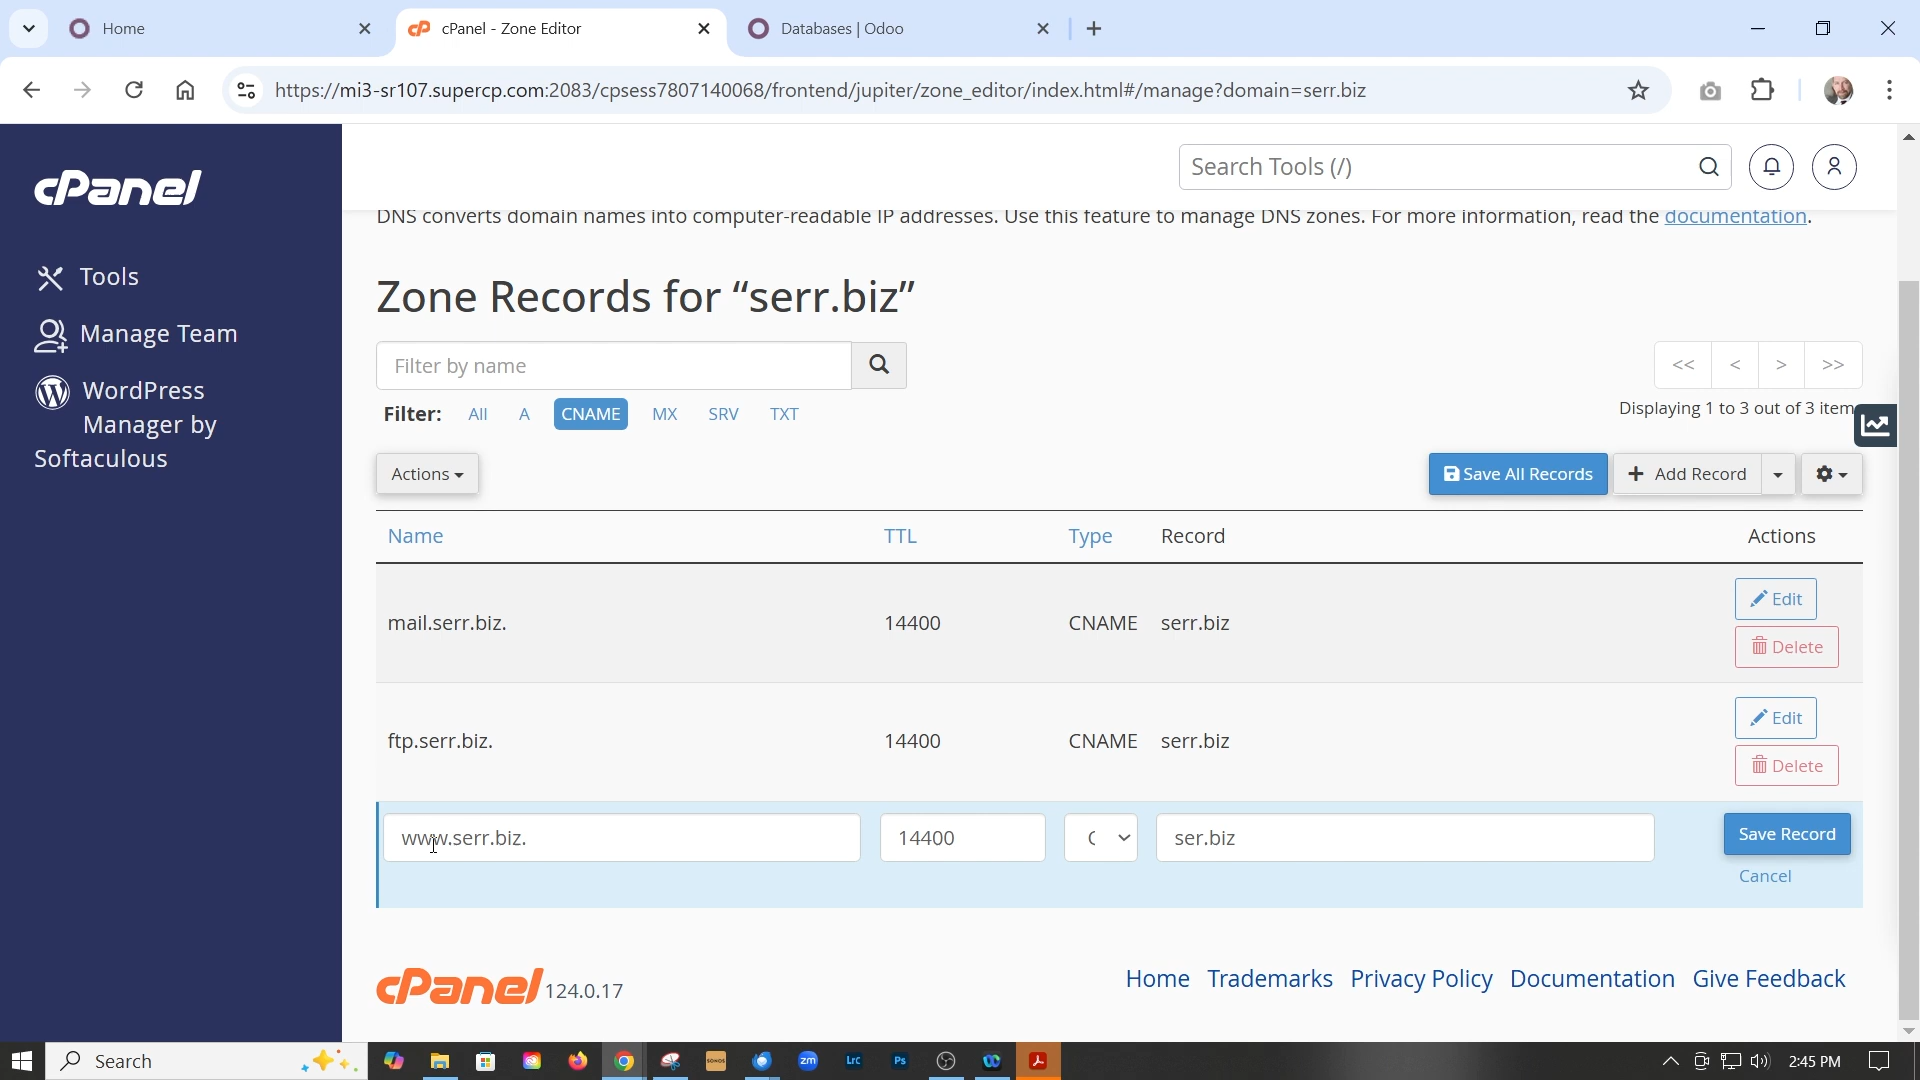 Home
cPanel - Zone Editor
Databases | Odoo
https://mi3-sr107.supercp.com:2083/cpsess7807140068/frontend/jupiter/zone_editor/index.html#/manage?domain=serr.biz
cPanel
Search Tools (/)
DNS converts domain names into computer-readable IP addresses. Use this feature to manage DNS zones. For more information, read the documentation.
Tools
Manage Team
WordPress
Manager by
Softaculous
Zone Records for “serr.biz”
Filter by name
<< < > >>
Filter: All A CNAME MX SRV TXT
Displaying 1 to 3 out of 3 item
Actions
Save All Records
Add Record
Name TTL Type Record Actions
mail.serr.biz. 14400 CNAME serr.biz
Edit
Delete
ftp.serr.biz. 14400 CNAME serr.biz
Edit
Delete
www.serr.biz. 14400 C ser.biz
Save Record
Cancel
cPanel 124.0.17
Home Trademarks Privacy Policy Documentation Give Feedback
Search
SONOS
zm
LrC
Ps
2:45 PM